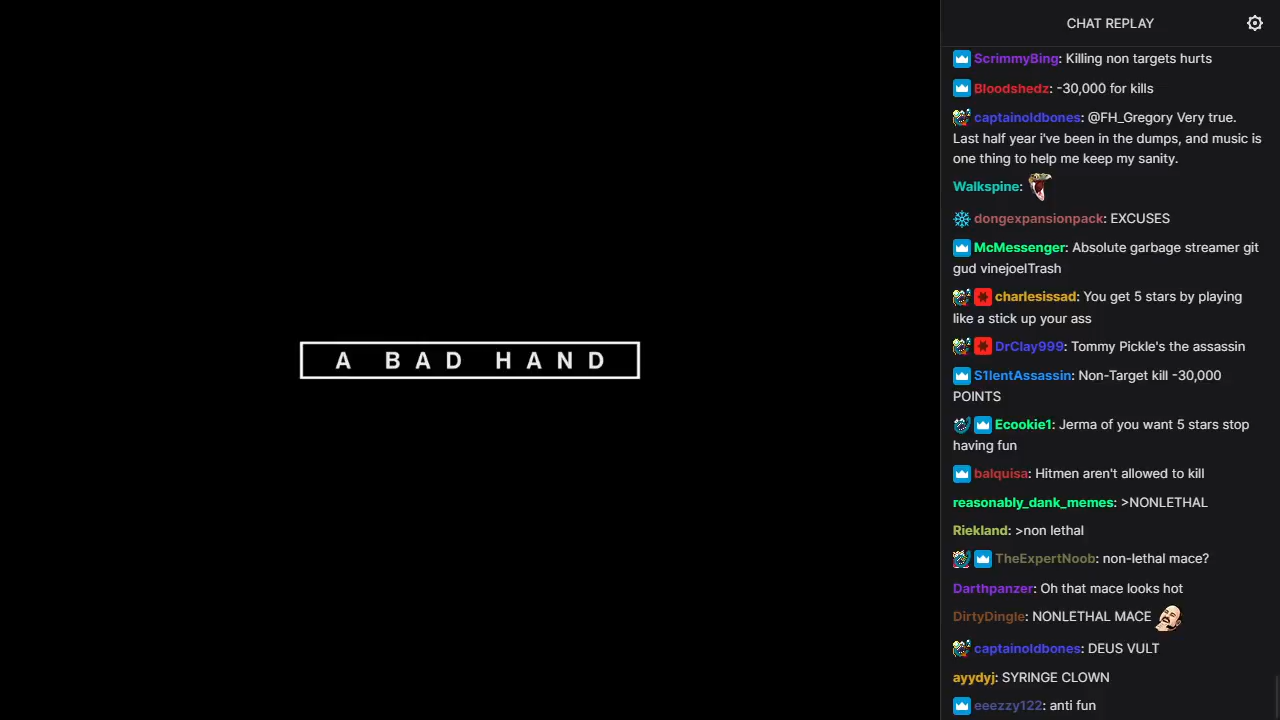 CHAT REPLAY
ScrimmyBing: Killing non targets hurts
Bloodshedz: -30,000 for kills
captainoldbones: @FH_Gregory Very true.
Last half year i've been in the dumps, and music is
one thing to help me keep my sanity.
Walkspine:
dongexpansionpack: EXCUSES
McMessenger: Absolute garbage streamer git
gud vinejoelTrash
charlesissad: You get 5 stars by playing
like a stick up your ass
A BAD HAND
DrClay999: Tommy Pickle's the assassin
S1lentAssassin: Non-Target kill -30,000
POINTS
Ecookie1: Jerma of you want 5 stars stop
having fun
balquisa: Hitmen aren't allowed to kill
reasonably_dank_memes: >NONLETHAL
Riekland: >non lethal
TheExpertNoob: non-lethal mace?
Darthpanzer: Oh that mace looks hot
DirtyDingle: NONLETHAL MACE
captainoldbones: DEUS VULT
ayydyj: SYRINGE CLOWN
eeezzy122: anti fun